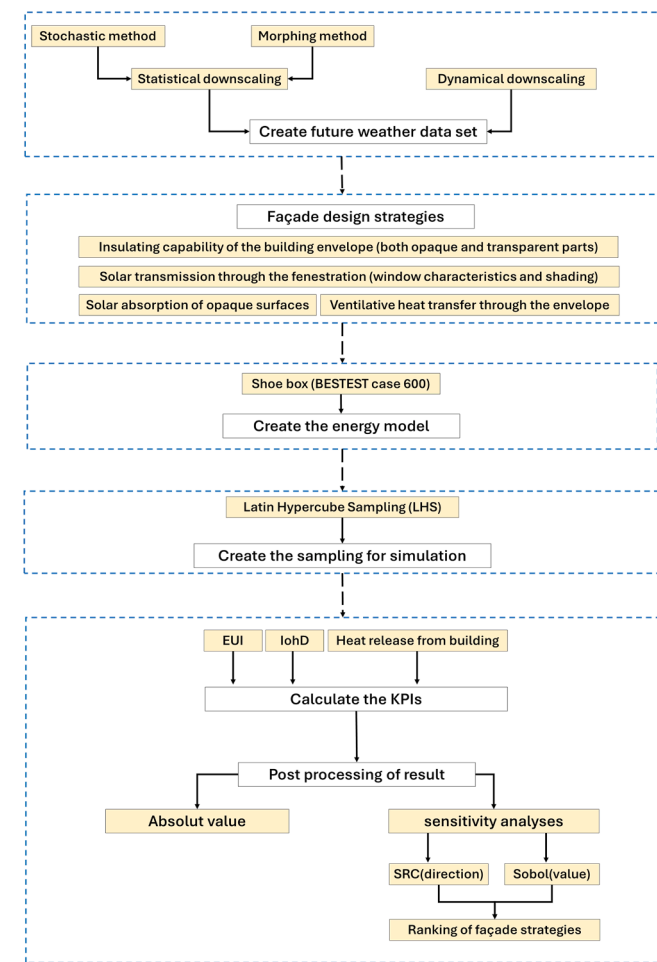 Stochastic method
Morphing method
Statistical downscaling
Dynamical downscaling
Create future weather data set
Façade design strategies
Insulating capability of the building envelope (both opaque and transparent parts)
Solar transmission through the fenestration (window characteristics and shading)
Solar absorption of opaque surfaces
Ventilative heat transfer through the envelope
Shoe box (BESTEST case 600)
Create the energy model
Latin Hypercube Sampling (LHS)
Create the sampling for simulation
EUI
IohD
Heat release from building
Calculate the KPIs
Post processing of result
Absolut value
sensitivity analyses
SRC(direction)
Sobol(value)
Ranking of façade strategies